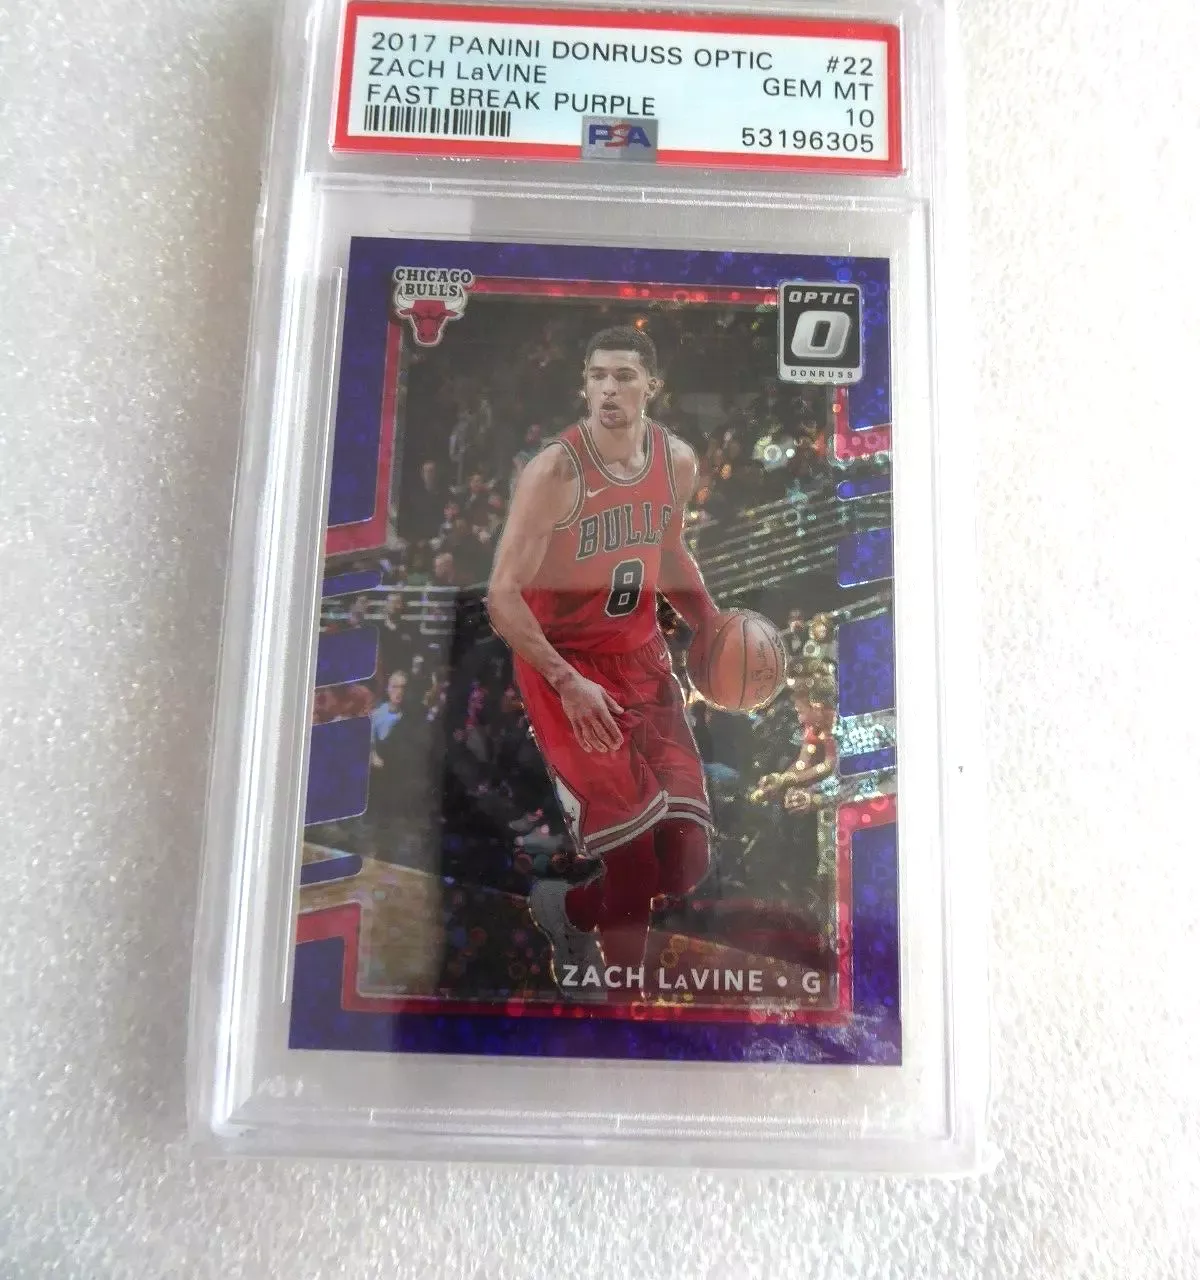 2017 PANINI DONRUSS OPTIC #22
ZACH LaVINE GEM MT
FAST BREAK PURPLE 10
PSA 53196305
CHICAGO
BULLS
OPTIC
O
DONRUSS
BULLS
8
ZACH LAVINE • G